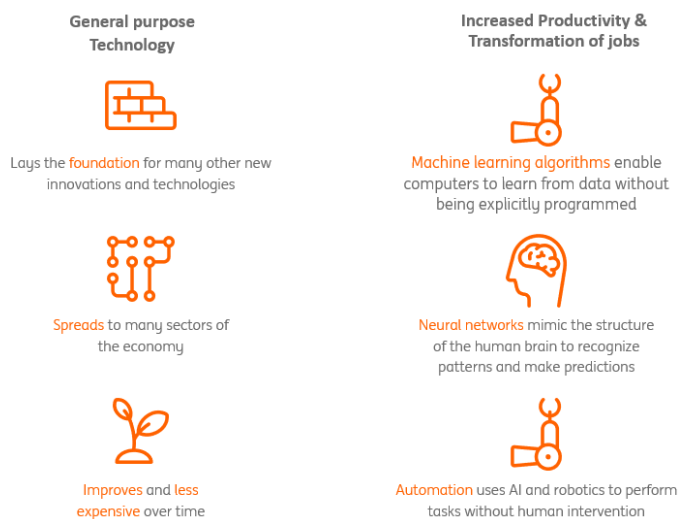 General purpose
Technology
Lays the foundation for many other new
innovations and technologies
Spreads to many sectors of
the economy
Improves and less
expensive over time
Increased Productivity &
Transformation of jobs
Machine learning algorithms enable
computers to learn from data without
being explicitly programmed
Neural networks mimic the structure
of the human brain to recognize
patterns and make predictions
Automation uses AI and robotics to perform
tasks without human intervention